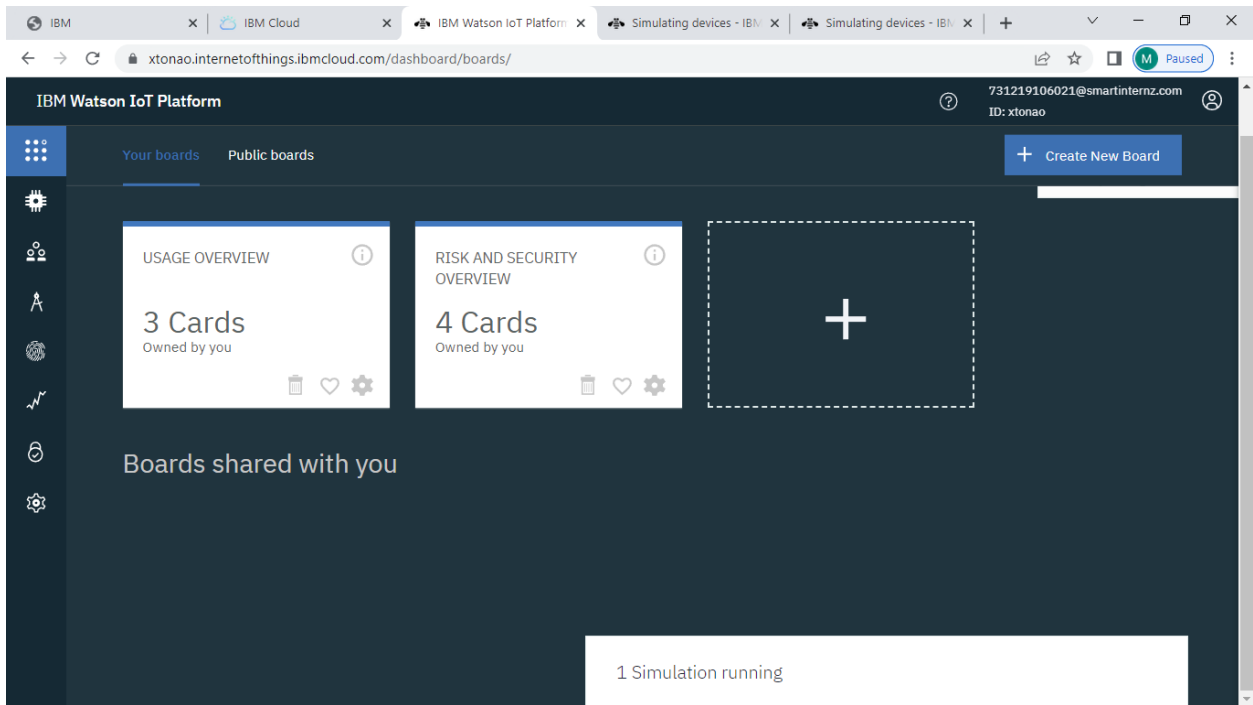 IBM
IBM Cloud
IBM Watson IoT Platform
Simulating devices - IBM
Simulating devices - IBM
xtonao.internetofthings.ibmcloud.com/dashboard/boards/
M
Paused
IBM Watson IoT Platform
731219106021@smartinternz.com
ID: xtonao
Your boards
Public boards
Create New Board
USAGE OVERVIEW
3 Cards
Owned by you
RISK AND SECURITY
OVERVIEW
4 Cards
Owned by you
Boards shared with you
1 Simulation running